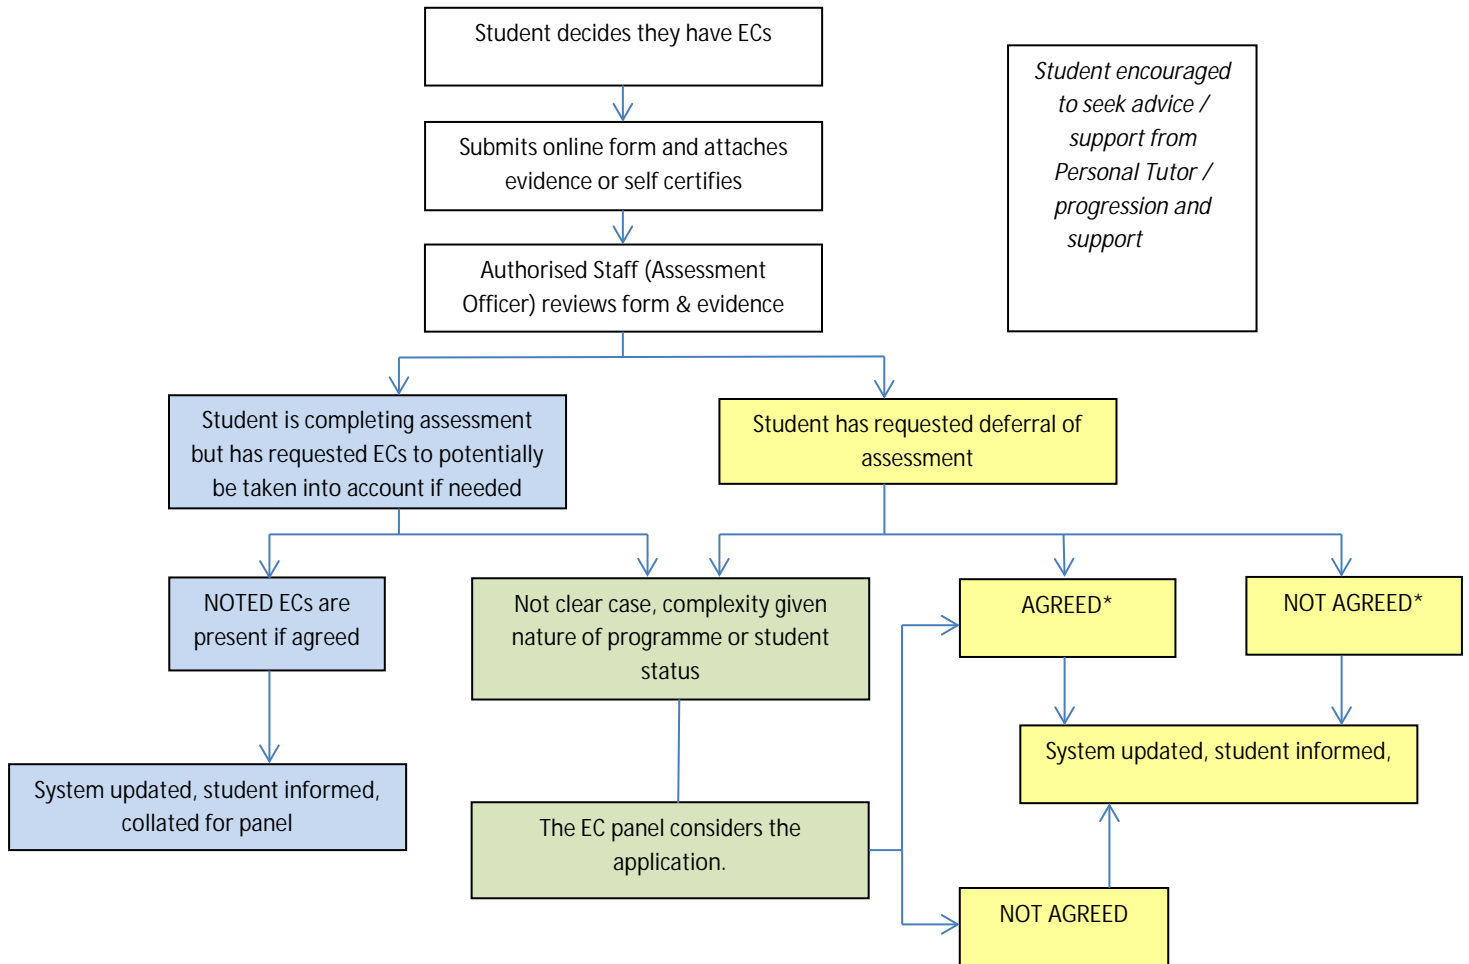 Student decides they have ECs
Student encouraged
to seek advice /
support from
Personal Tutor /
progression and
support
Submits online form and attaches
evidence or self certifies
Authorised Staff (Assessment
Officer) reviews form & evidence
Student is completing assessment
but has requested ECs to potentially
be taken into account if needed
Student has requested deferral of
assessment
NOTED ECs are
present if agreed
Not clear case, complexity given
nature of programme or student
status
AGREED*
NOT AGREED*
System updated, student informed,
collated for panel
System updated, student informed,
The EC panel considers the
application.
NOT AGREED